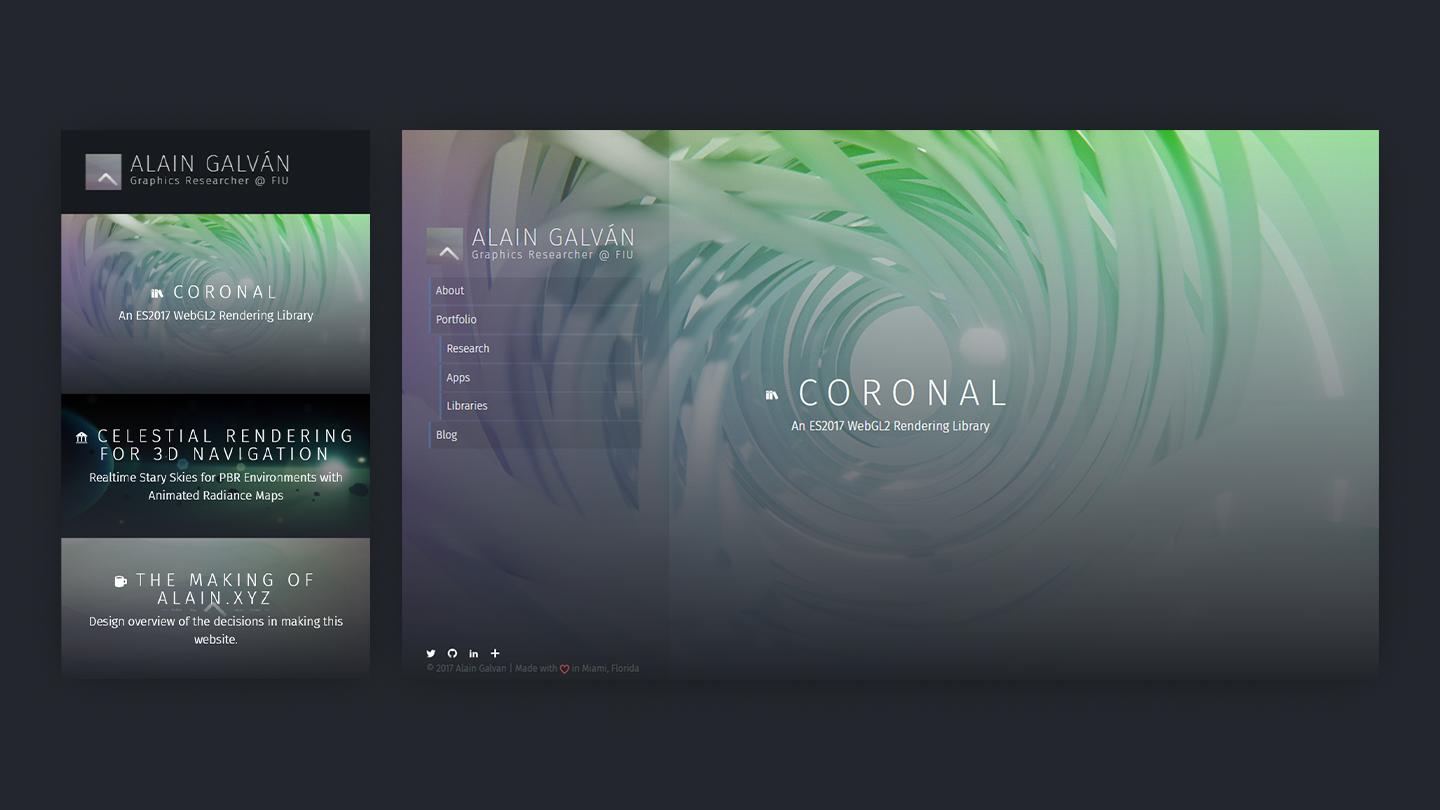 ALAIN GALVÁN
Graphics Researcher @ FIU
CORONAL
An ES2017 WebGL2 Rendering Library
CELESTIAL RENDERING
FOR 3D NAVIGATION
Realtime Stary Skies for PBR Environments with
Animated Radiance Maps
THE MAKING OF
ALAIN.XYZ
Design overview of the decisions in making this
website.
ALAIN GALVÁN
Graphics Researcher @ FIU
About
Portfolio
Research
Apps
Libraries
Blog
CORONAL
An ES2017 WebGL2 Rendering Library
© 2017 Alain Galvan | Made with in Miami, Florida